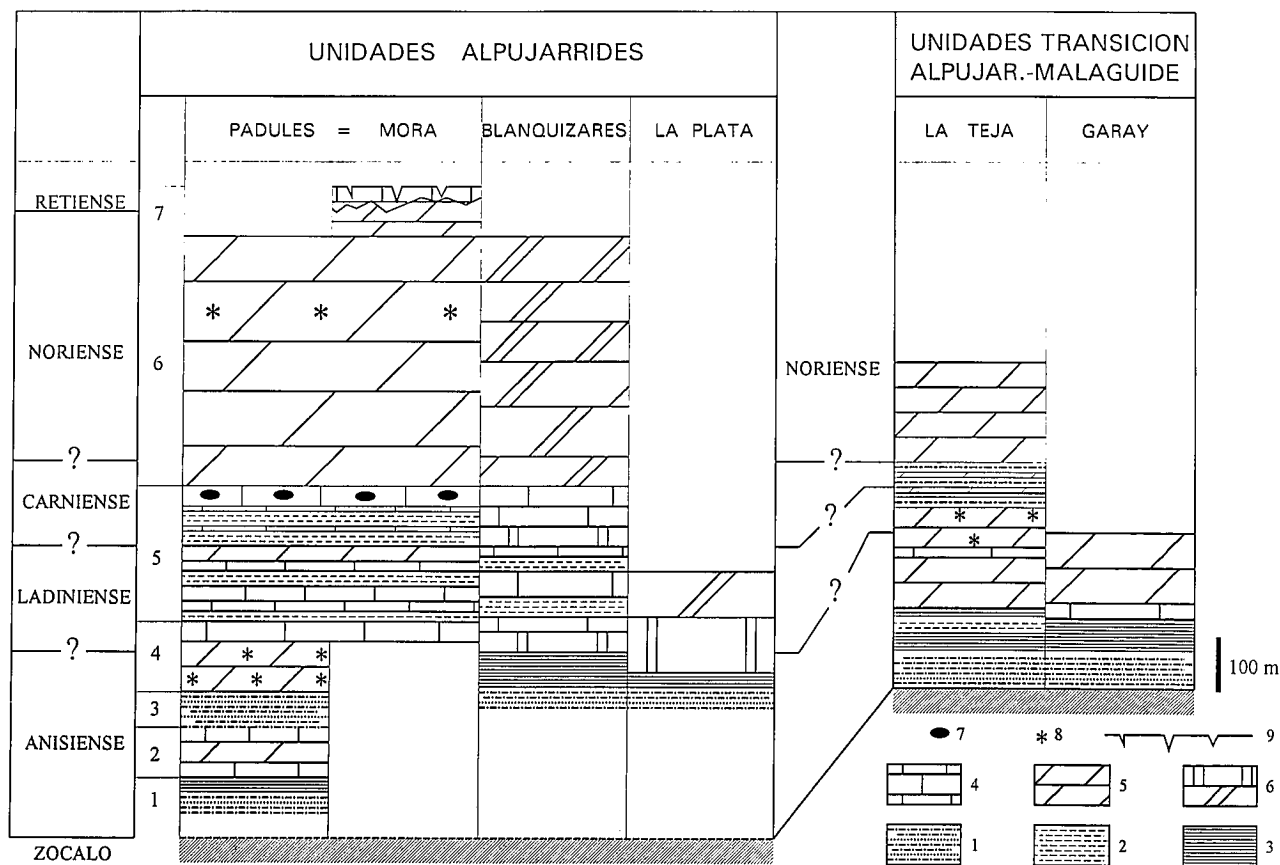 UNIDADES ALPUJARRIDES
UNIDADES TRANSICION
ALPUJAR.-MALAGUIDE
PADULES = MORA
BLANQUIZARES
LA PLATA
LA TEJA
GARAY
RETIENSE
7
NORIENSE
6
?
CARNIENSE
?
5
LADINIENSE
?
4
3
ANISIENSE
2
1
ZOCALO
* * *
* *
* * *
NORIENSE
?
?
?
* *
*
100 m
7
* 8
9
4
5
6
1
2
3